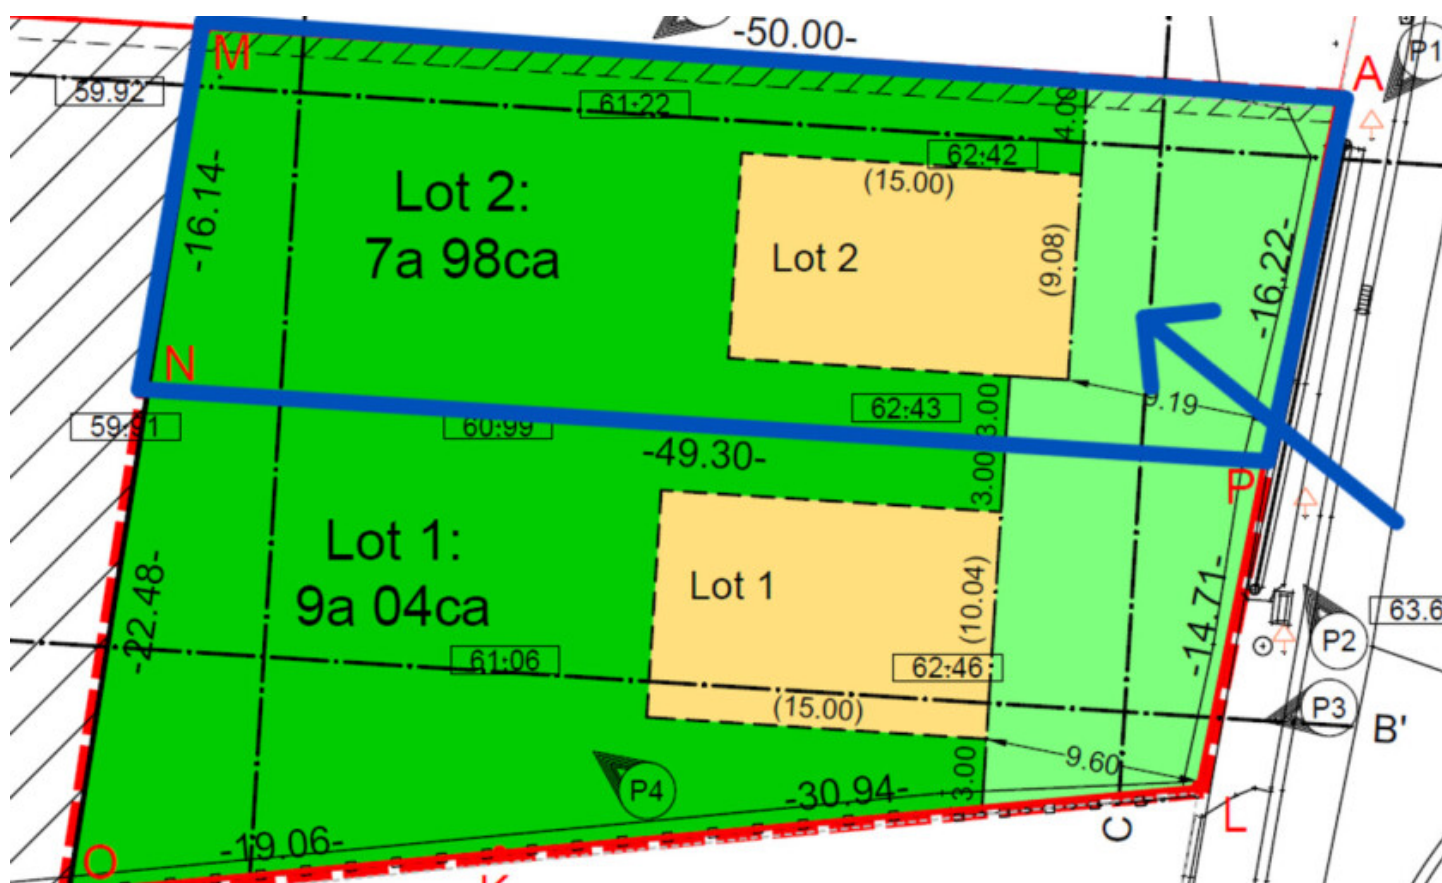 -50.00-
M
A
P1
59.92
61:22
4.00
62:42
(15.00)
-16.14-
Lot 2:
7a 98ca
Lot 2
(9.08)
-16.22-
N
62:43
3.00
9.19
59:91
60:99
-49.30-
3.00
P
Lot 1:
9a 04ca
Lot 1
(10.04)
-14.71-
-22.48-
61:06
62:46
(15.00)
P2
63.6
P3
B'
P4
9.60
3.00
-30.94-
C
L
-19.06-
O